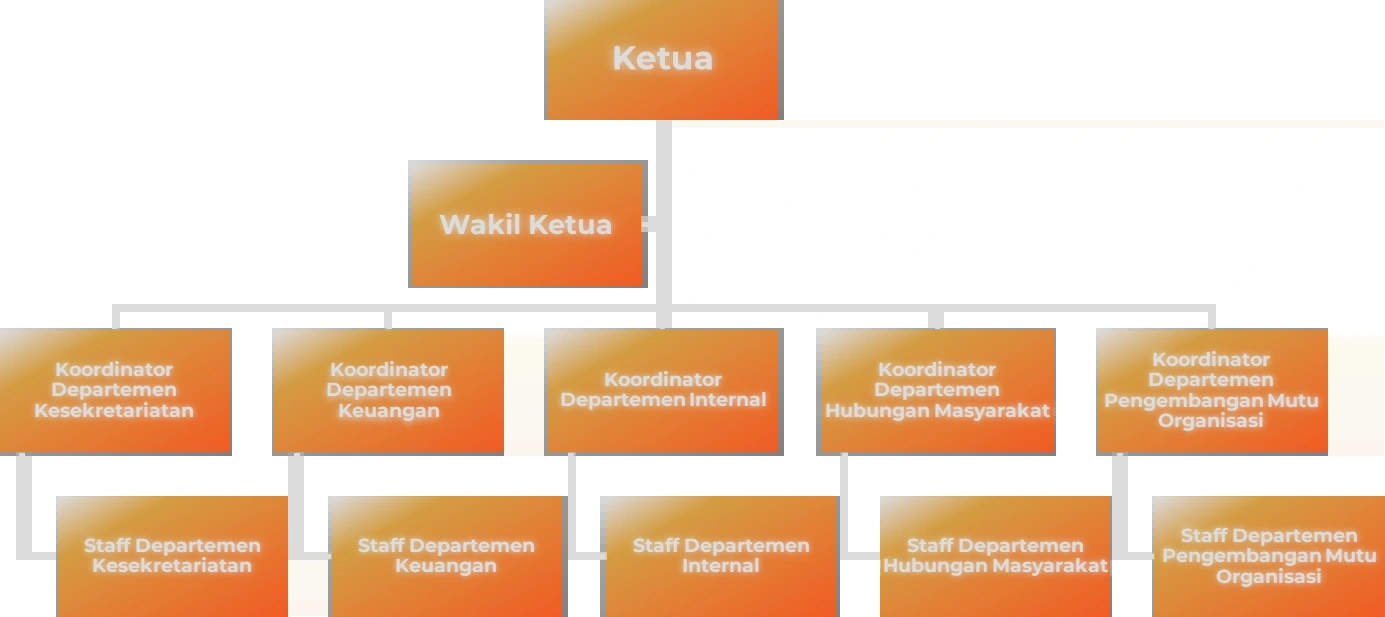 Ketua
Wakil Ketua
Koordinator
Departemen
Kesekretariatan
Koordinator
Departemen
Keuangan
Koordinator
Departemen Internal
Koordinator
Departemen
Hubungan Masyarakat
Koordinator
Departemen
Pengembangan Mutu
Organisasi
Staff Departemen
Kesekretariatan
Staff Departemen
Keuangan
Staff Departemen
Internal
Staff Departemen
Hubungan Masyarakat
Staff Departemen
Pengembangan Mutu
Organisasi